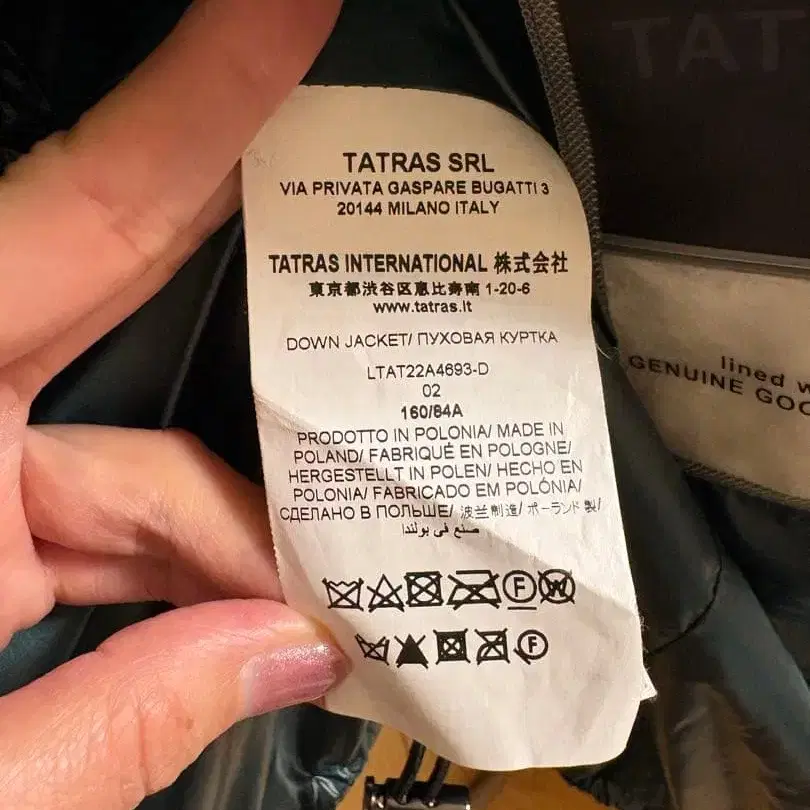 TATRAS SRL
VIA PRIVATA GASPARE BUGATTI 3
20144 MILANO ITALY
TATRAS INTERNATIONAL 株式会社
東京都渋谷区恵比寿南 1-20-6
www.tatras.it
DOWN JACKET/ ПУХОВАЯ КУРТКА
LTAT22A4693-D
02
160/84A
PRODOTTO IN POLONIA/ MADE IN
POLAND/ FABRIQUÉ EN POLOGNE/
HERGESTELLT IN POLEN/ HECHO EN
POLONIA/ FABRICADO EM POLÓNIA/
СДЕЛАНО В ПОЛЬШЕ/ 波兰制造/ ポーランド製/
صنع في بولندا
F W
F
TAT
lined w
GENUINE GOO